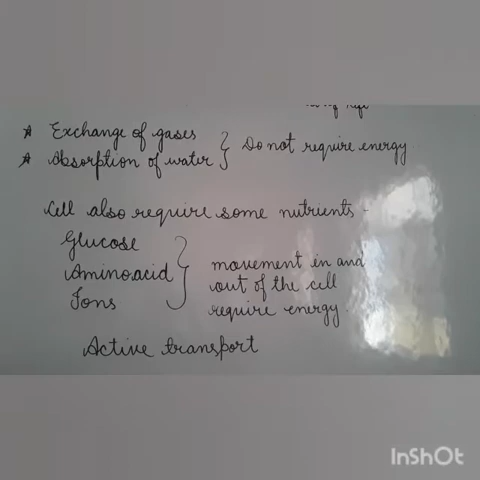 * Exchange of gases
* Absorption of water } Do not require energy
Cell also require some nutrients -
Glucose
Aminoacid
Ions
} movement in and
out of the cell
require energy
Active transport
InShOt